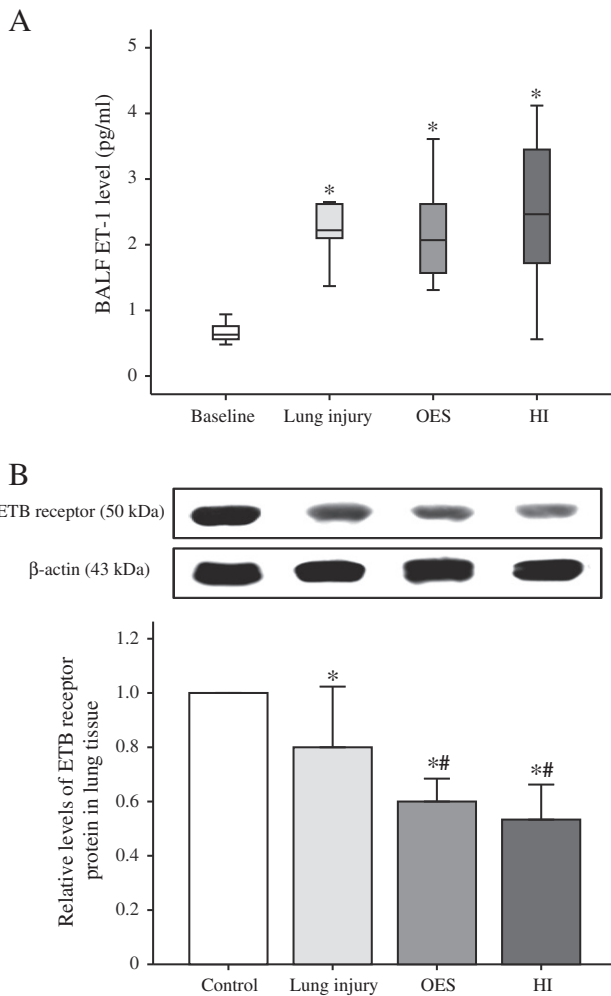 A
BALF ET-1 level (pg/ml)
5
4
3
2
1
0
*
*
*
Baseline Lung injury OES HI
B
ETB receptor (50 kDa)
β-actin (43 kDa)
Relative levels of ETB receptor
protein in lung tissue
1.2
1.0
0.8
0.6
0.4
0.2
0
*
*#
*#
Control Lung injury OES HI